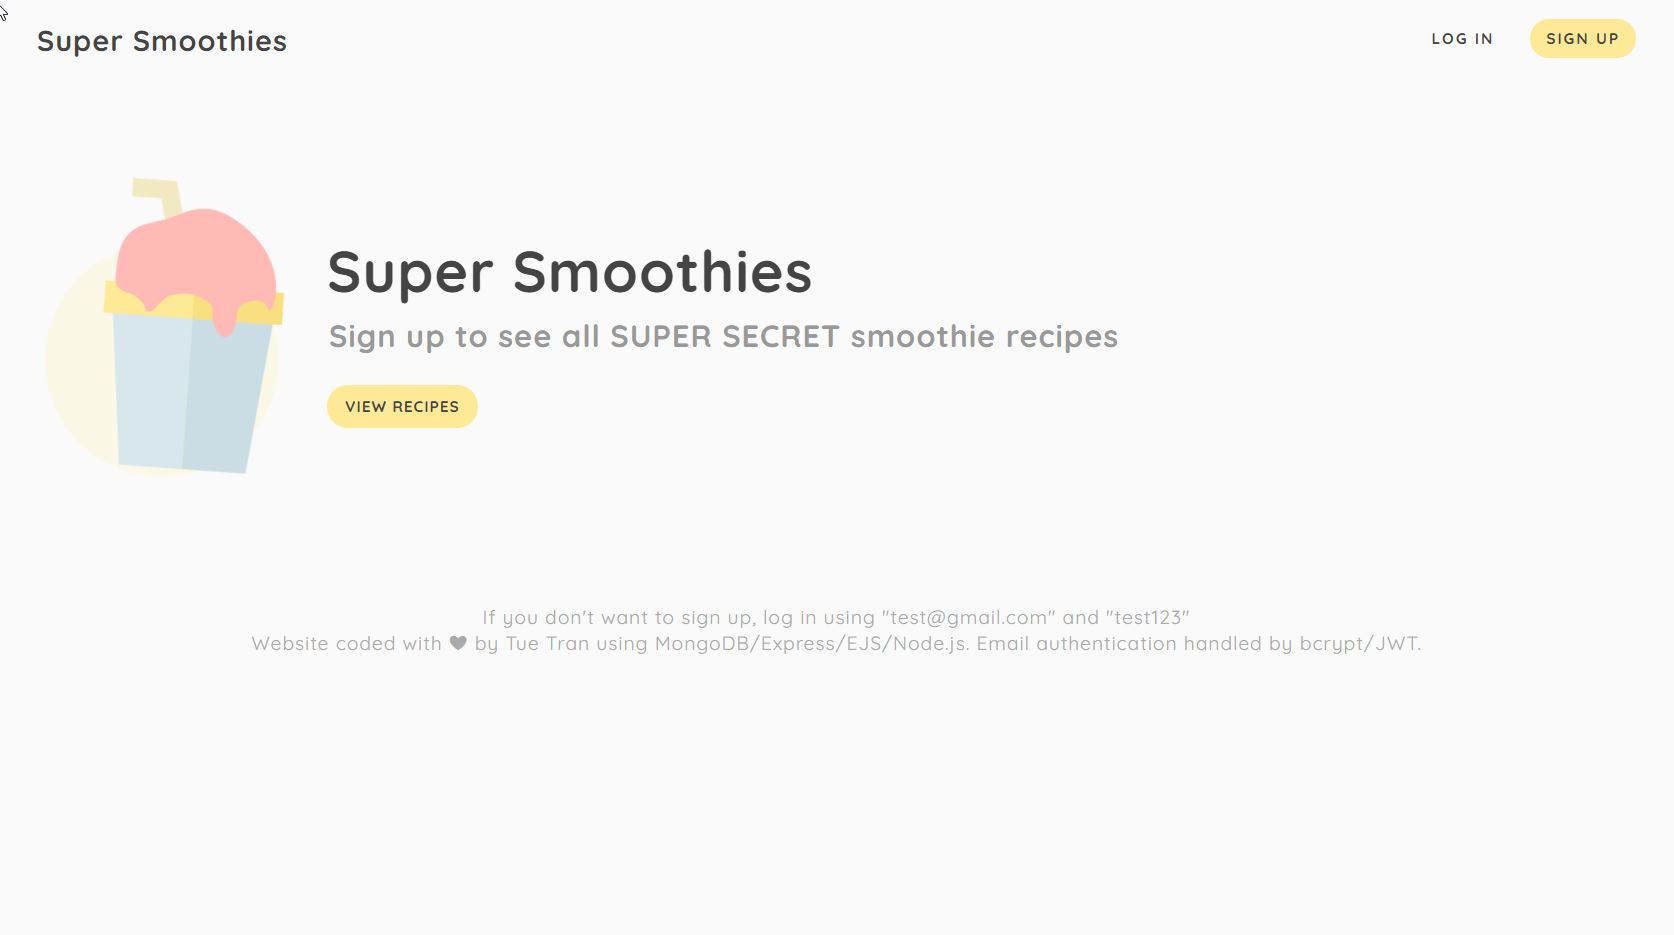 Super Smoothies
LOG IN
SIGN UP
Super Smoothies
Sign up to see all SUPER SECRET smoothie recipes
VIEW RECIPES
If you don't want to sign up, log in using "test@gmail.com" and "test123"
Website coded with ♥ by Tue Tran using MongoDB/Express/EJS/Node.js. Email authentication handled by bcrypt/JWT.